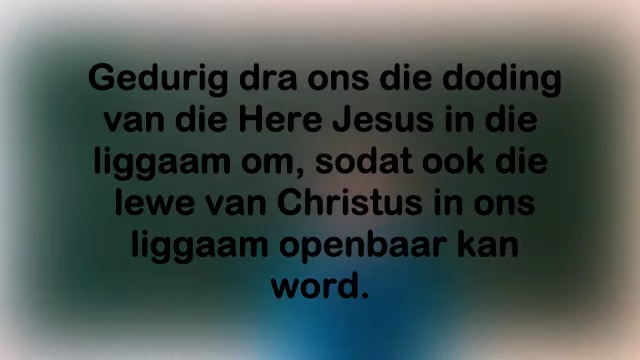 Gedurig dra ons die doding
van die Here Jesus in die
liggaam om, sodat ook die
lewe van Christus in ons
liggaam openbaar kan
word.